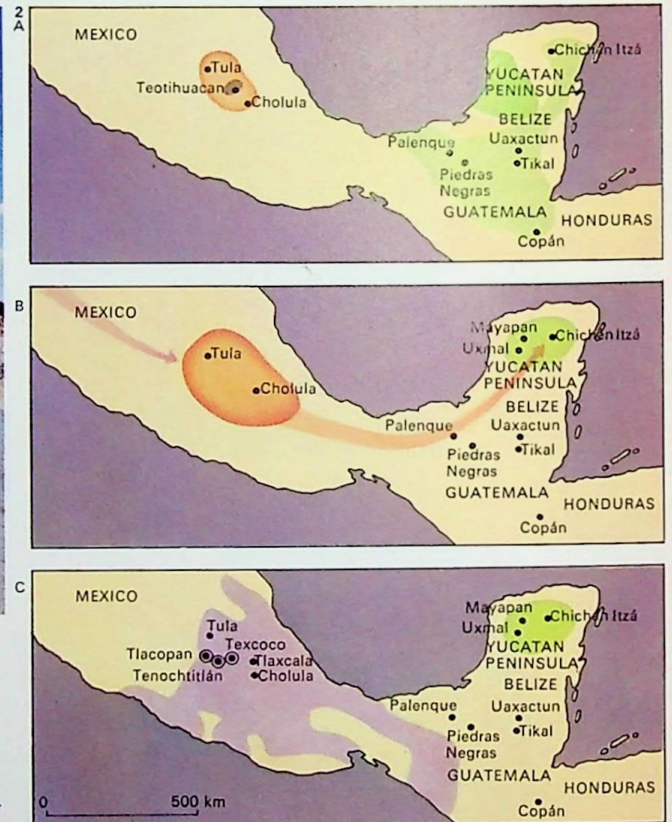 2
A
MEXICO
Tula
Teotihuacan
Cholula
Chichén Itzá
YUCATAN
PENINSULA
BELIZE
Uaxactun
Palenque
Tikal
Piedras
Negras
GUATEMALA
HONDURAS
Copán
B
MEXICO
Tula
Cholula
Mayapan
Chichén Itzá
Uxmal
YUCATAN
PENINSULA
BELIZE
Palenque
Uaxactun
Tikal
Piedras
Negras
GUATEMALA
HONDURAS
Copán
C
MEXICO
Tula
Texcoco
Tlacopan
Tlaxcala
Tenochtitlán
Cholula
Mayapan
Chichén Itzá
Uxmal
YUCATAN
PENINSULA
BELIZE
Palenque
Uaxactun
Tikal
Piedras
Negras
GUATEMALA
HONDURAS
0 500 km
Copán